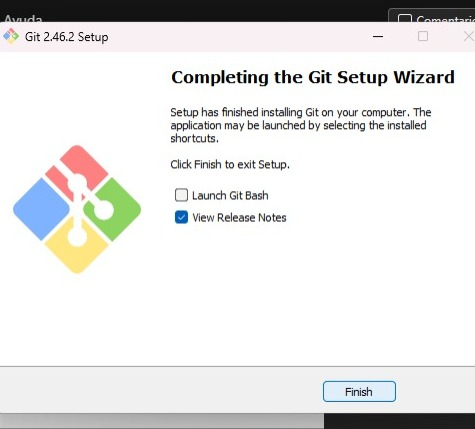 Ayuda
Comentario
Git 2.46.2 Setup
Completing the Git Setup Wizard
Setup has finished installing Git on your computer. The
application may be launched by selecting the installed
shortcuts.
Click Finish to exit Setup.
Launch Git Bash
View Release Notes
Finish